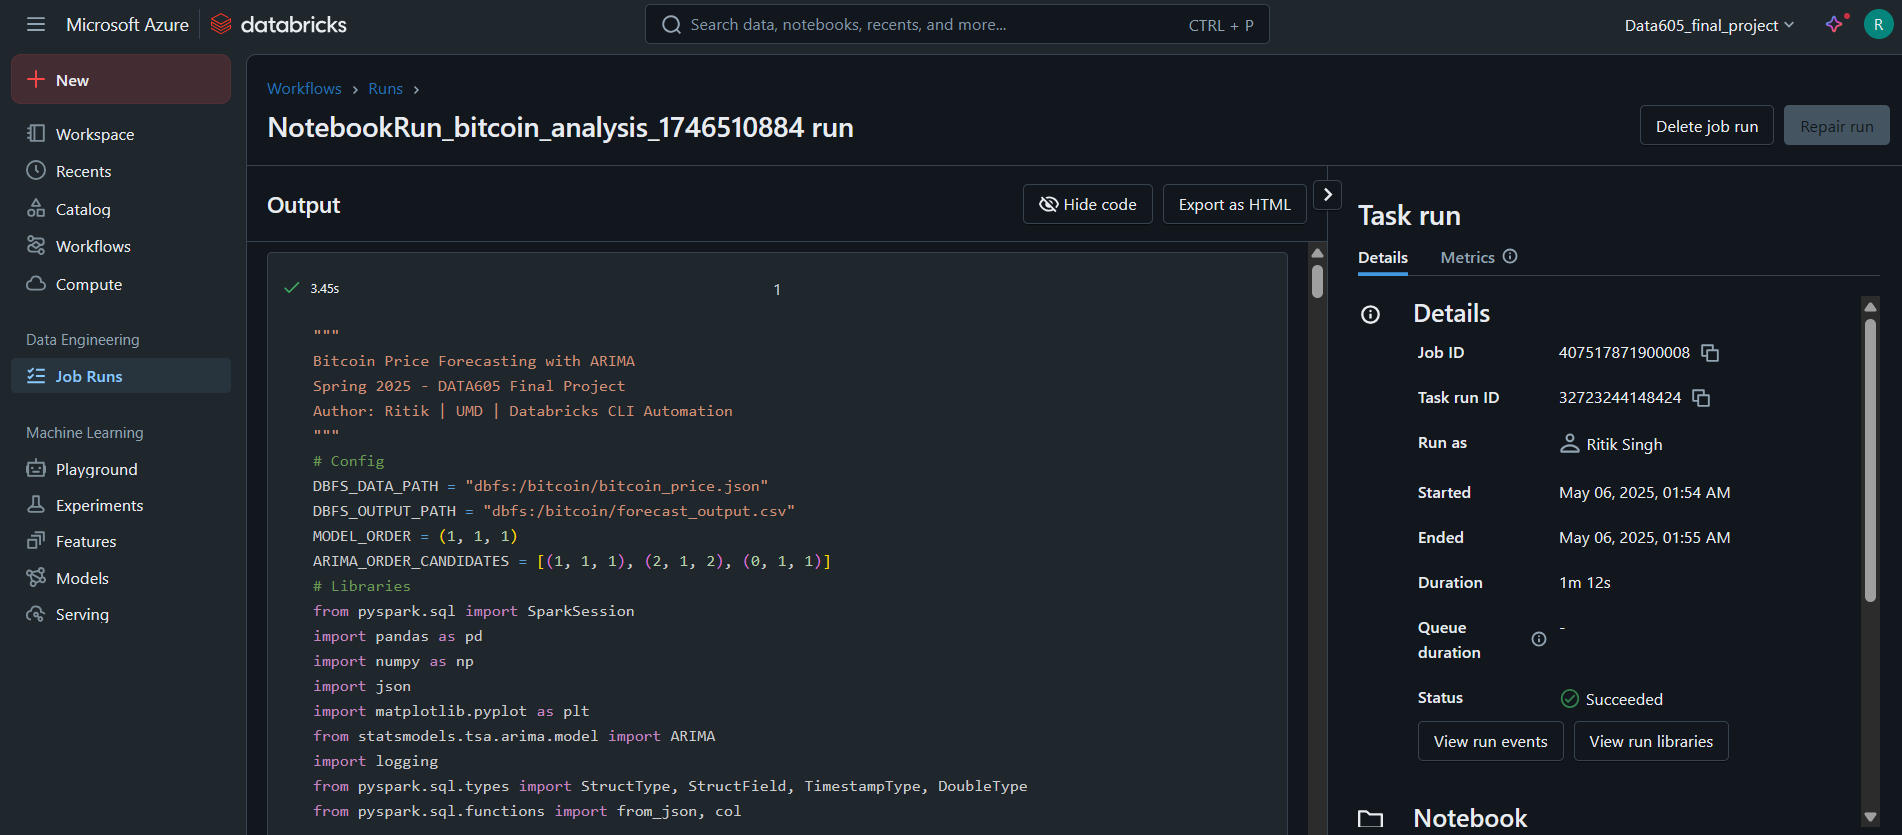 Microsoft Azure databricks
Search data, notebooks, recents, and more... CTRL + P
Data605_final_project R
New
Workspace
Recents
Catalog
Workflows
Compute
Data Engineering
Job Runs
Machine Learning
Playground
Experiments
Features
Models
Serving
Workflows › Runs ›
NotebookRun_bitcoin_analysis_1746510884 run
Delete job run Repair run
Output
Hide code Export as HTML
3.45s 1
"""
Bitcoin Price Forecasting with ARIMA
Spring 2025 - DATA605 Final Project
Author: Ritik | UMD | Databricks CLI Automation
"""
# Config
DBFS_DATA_PATH = "dbfs:/bitcoin/bitcoin_price.json"
DBFS_OUTPUT_PATH = "dbfs:/bitcoin/forecast_output.csv"
MODEL_ORDER = (1, 1, 1)
ARIMA_ORDER_CANDIDATES = [(1, 1, 1), (2, 1, 2), (0, 1, 1)]
# Libraries
from pyspark.sql import SparkSession
import pandas as pd
import numpy as np
import json
import matplotlib.pyplot as plt
from statsmodels.tsa.arima.model import ARIMA
import logging
from pyspark.sql.types import StructType, StructField, TimestampType, DoubleType
from pyspark.sql.functions import from_json, col
Task run
Details Metrics
Details
Job ID 407517871900008
Task run ID 32723244148424
Run as Ritik Singh
Started May 06, 2025, 01:54 AM
Ended May 06, 2025, 01:55 AM
Duration 1m 12s
Queue duration -
Status Succeeded
View run events View run libraries
Notebook